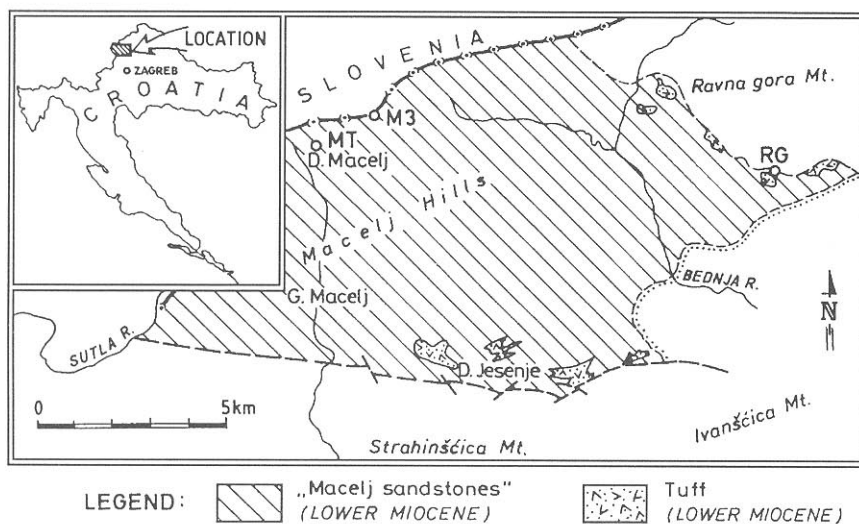 LOCATION
ZAGREB
CROATIA
SLOVENIA
Ravna gora Mt.
M3
MT
D. Macelj
RG
Macelj Hills
BEDNJA R.
G. Macelj
N
SUTLA R.
D. Jesenje
0 5km
Ivanšćica Mt.
Strahinšćica Mt.
LEGEND:
„Macelj sandstones"
(LOWER MIOCENE)
Tuff
(LOWER MIOCENE)